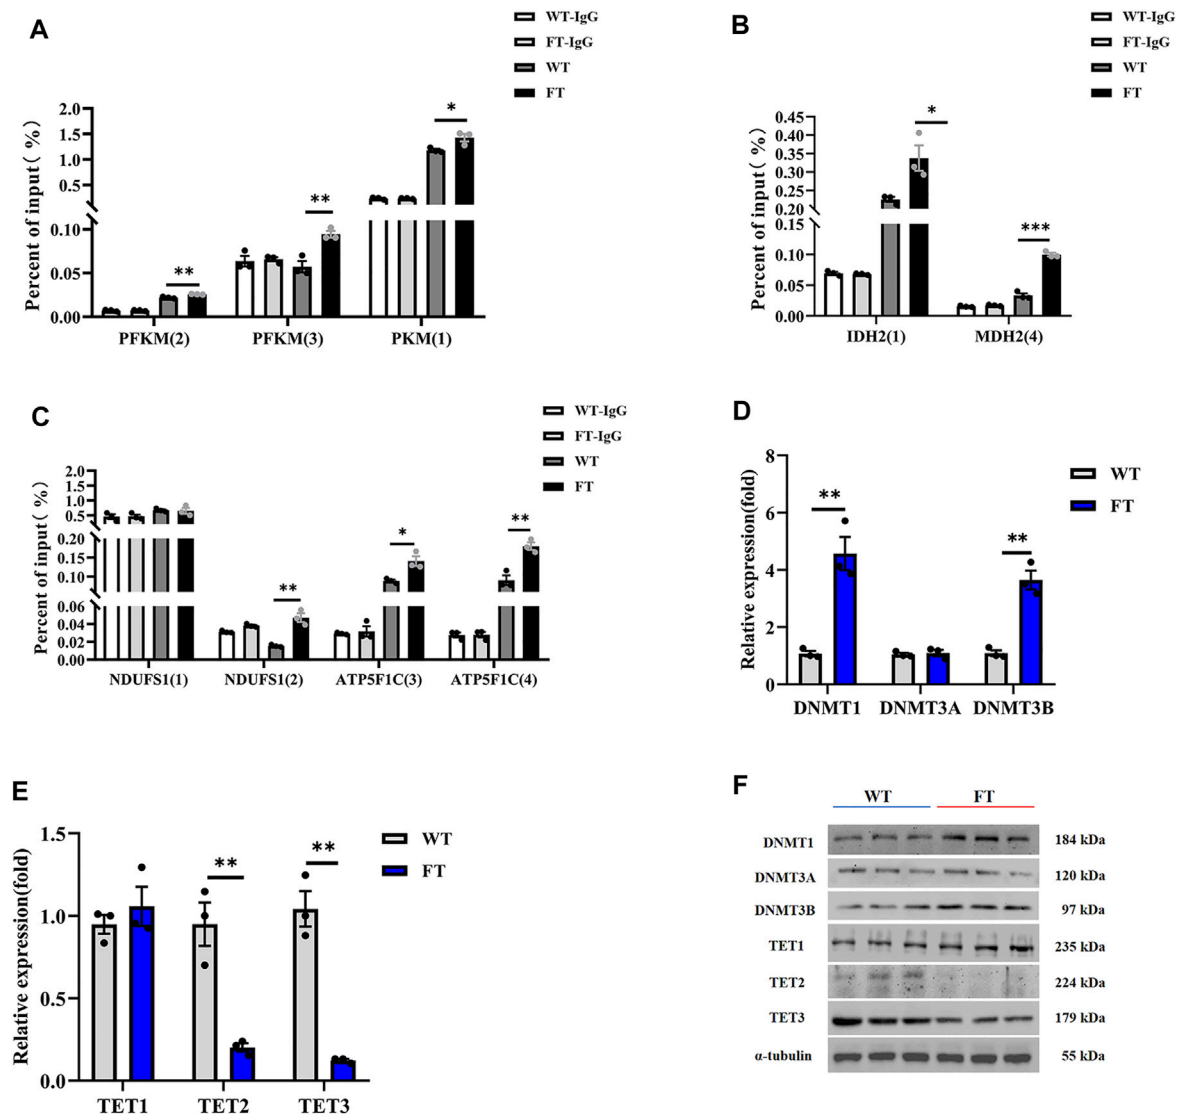 A
WT-IgG
FT-IgG
WT
FT
Percent of input( %)
2.0
1.5
1.0
0.5
0.10
0.05
0.00
**
**
*
PFKM(2) PFKM(3) PKM(1)
B
WT-IgG
FT-IgG
WT
FT
Percent of input( %)
0.45
0.40
0.35
0.30
0.25
0.20
0.15
0.10
0.05
0.00
*
***
IDH2(1) MDH2(4)
C
WT-IgG
FT-IgG
WT
FT
Percent of input( %)
2.0
1.5
1.0
0.5
0.20
0.10
0.06
0.04
0.02
0.00
**
*
**
NDUFS1(1) NDUFS1(2) ATP5F1C(3) ATP5F1C(4)
D
WT
FT
Relative expression(fold)
8
6
4
2
0
**
**
DNMT1 DNMT3A DNMT3B
E
WT
FT
Relative expression(fold)
1.5
1.0
0.5
0.0
**
**
TET1 TET2 TET3
F
WT FT
DNMT1 184 kDa
DNMT3A 120 kDa
DNMT3B 97 kDa
TET1 235 kDa
TET2 224 kDa
TET3 179 kDa
α-tubulin 55 kDa